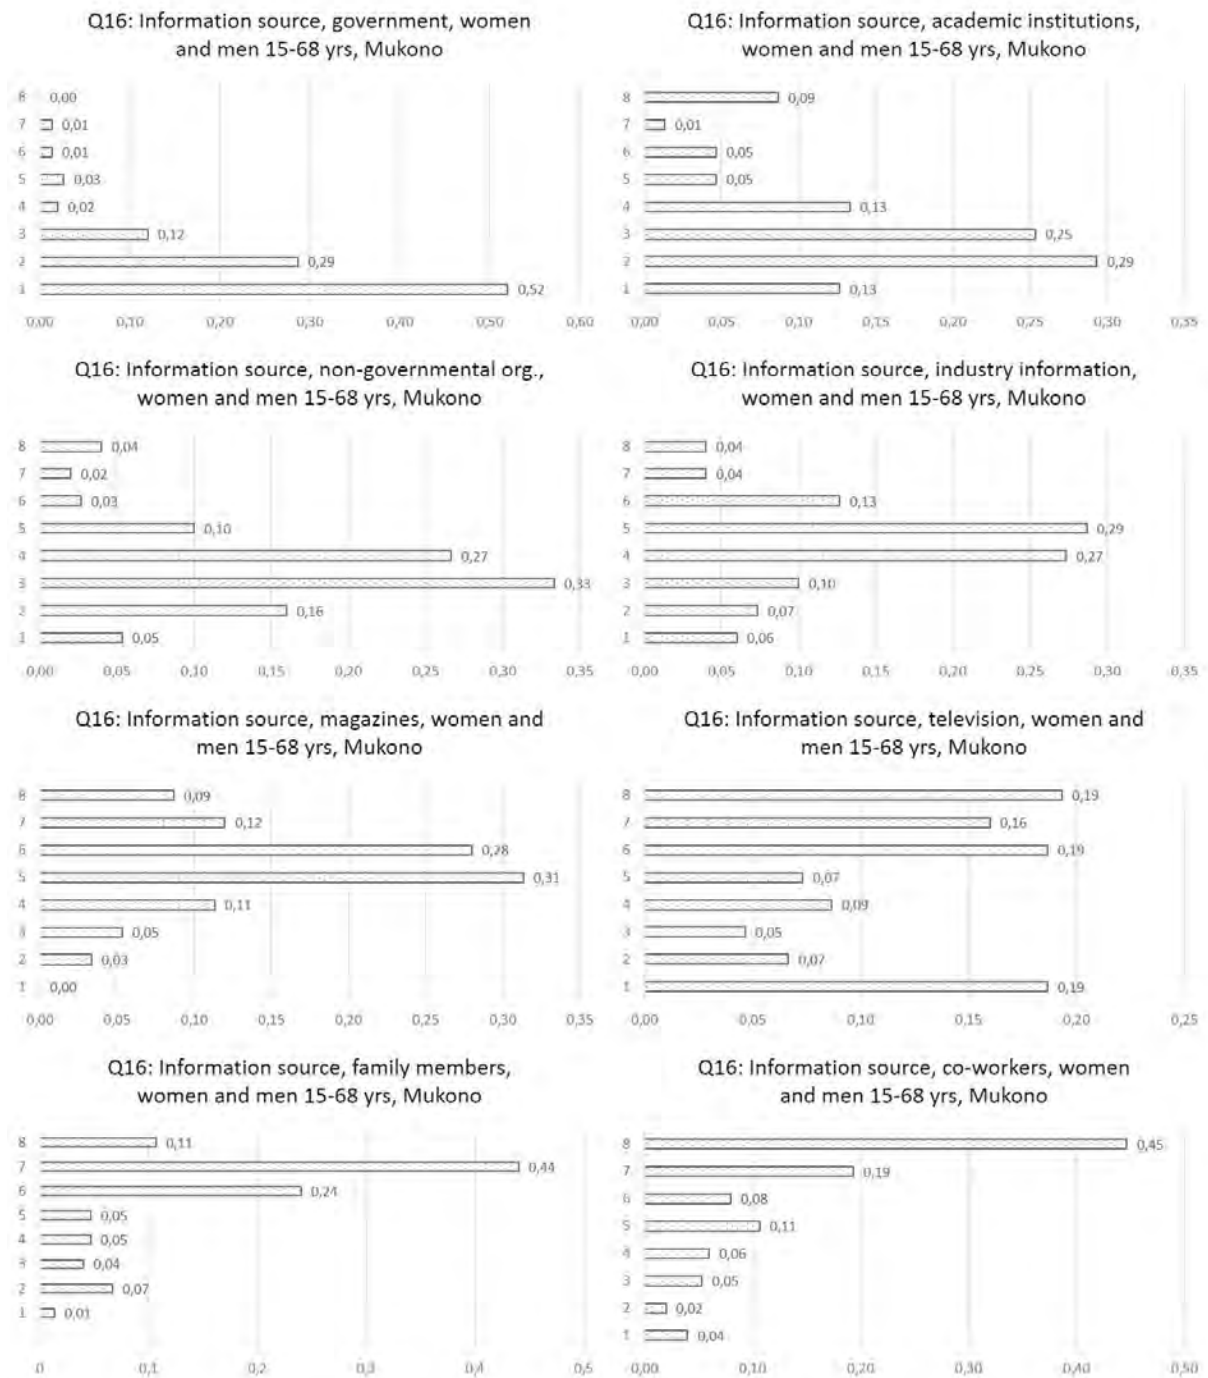 Q16: Information source, government, women
and men 15-68 yrs, Mukono
8 0,00
7 0,01
6 0,01
5 0,03
4 0,02
3 0,12
2 0,29
1 0,52
0,00 0,10 0,20 0,30 0,40 0,50 0,60
Q16: Information source, academic institutions,
women and men 15-68 yrs, Mukono
8 0,09
7 0,01
6 0,05
5 0,05
4 0,13
3 0,25
2 0,29
1 0,13
0,00 0,05 0,10 0,15 0,20 0,25 0,30 0,35
Q16: Information source, non-governmental org.,
women and men 15-68 yrs, Mukono
8 0,04
7 0,02
6 0,03
5 0,10
4 0,27
3 0,33
2 0,16
1 0,05
0,00 0,05 0,10 0,15 0,20 0,25 0,30 0,35
Q16: Information source, industry information,
women and men 15-68 yrs, Mukono
8 0,04
7 0,04
6 0,13
5 0,29
4 0,27
3 0,10
2 0,07
1 0,06
0,00 0,05 0,10 0,15 0,20 0,25 0,30 0,35
Q16: Information source, magazines, women and
men 15-68 yrs, Mukono
8 0,09
7 0,12
6 0,28
5 0,31
4 0,11
3 0,05
2 0,03
1 0,00
0,00 0,05 0,10 0,15 0,20 0,25 0,30 0,35
Q16: Information source, television, women and
men 15-68 yrs, Mukono
8 0,19
7 0,16
6 0,19
5 0,07
4 0,09
3 0,05
2 0,07
1 0,19
0,00 0,05 0,10 0,15 0,20 0,25
Q16: Information source, family members,
women and men 15-68 yrs, Mukono
8 0,11
7 0,44
6 0,24
5 0,05
4 0,05
3 0,04
2 0,07
1 0,01
0 0,1 0,2 0,3 0,4 0,5
Q16: Information source, co-workers, women
and men 15-68 yrs, Mukono
8 0,45
7 0,19
6 0,08
5 0,11
4 0,06
3 0,05
2 0,02
1 0,04
0,00 0,10 0,20 0,30 0,40 0,50